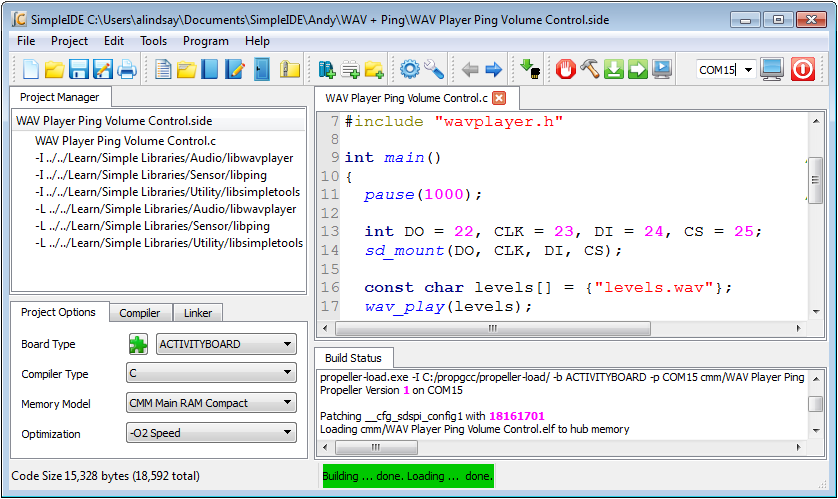 SimpleIDE C:\Users\alindsay\Documents\SimpleIDE\Andy\WAV + Ping\WAV Player Ping Volume Control.side
File Project Edit Tools Program Help
COM15
Project Manager
WAV Player Ping Volume Control.side
WAV Player Ping Volume Control.c
-I ../../Learn/Simple Libraries/Audio/libwavplayer
-I ../../Learn/Simple Libraries/Sensor/libping
-I ../../Learn/Simple Libraries/Utility/libsimpletools
-L ../../Learn/Simple Libraries/Audio/libwavplayer
-L ../../Learn/Simple Libraries/Sensor/libping
-L ../../Learn/Simple Libraries/Utility/libsimpletools
WAV Player Ping Volume Control.c
7 #include "wavplayer.h"
8
9 int main()
10 {
11 pause(1000);
12
13 int DO = 22, CLK = 23, DI = 24, CS = 25;
14 sd_mount(DO, CLK, DI, CS);
15
16 const char levels[] = {"levels.wav"};
17 wav_play(levels);
Project Options Compiler Linker
Board Type ACTIVITYBOARD
Compiler Type C
Memory Model CMM Main RAM Compact
Optimization -O2 Speed
Build Status
propeller-load.exe -I C:/propgcc/propeller-load/ -b ACTIVITYBOARD -p COM15 cmm/WAV Player Ping
Propeller Version 1 on COM15
Patching __cfg_sdspi_config1 with 18161701
Loading cmm/WAV Player Ping Volume Control.elf to hub memory
Code Size 15,328 bytes (18,592 total)
Building ... done. Loading ... done.